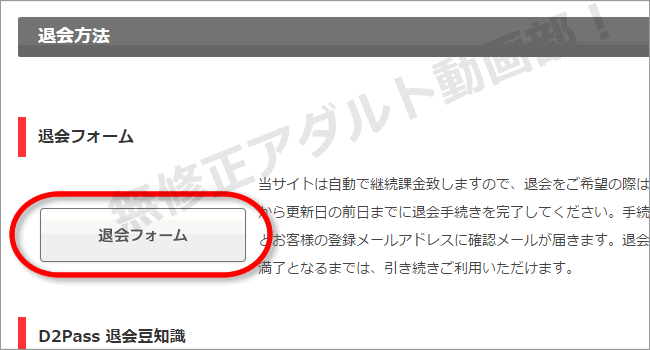 退会方法
無修正アダルト動画部!
退会フォーム
当サイトは自動で継続課金致しますので、退会をご希望の際は
から更新日の前日までに退会手続きを完了してください。手続
とお客様の登録メールアドレスに確認メールが届きます。退会
満了となるまでは、引き続きご利用いただけます。
退会フォーム
D2Pass 退会豆知識